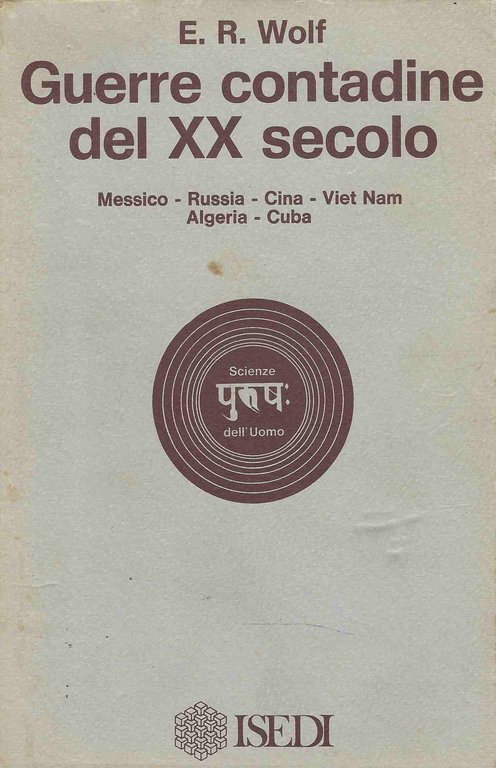 E. R. Wolf
Guerre contadine
del XX secolo
Messico - Russia - Cina - Viet Nam
Algeria - Cuba
Scienze
पुरुषः
dell'Uomo
ISEDI